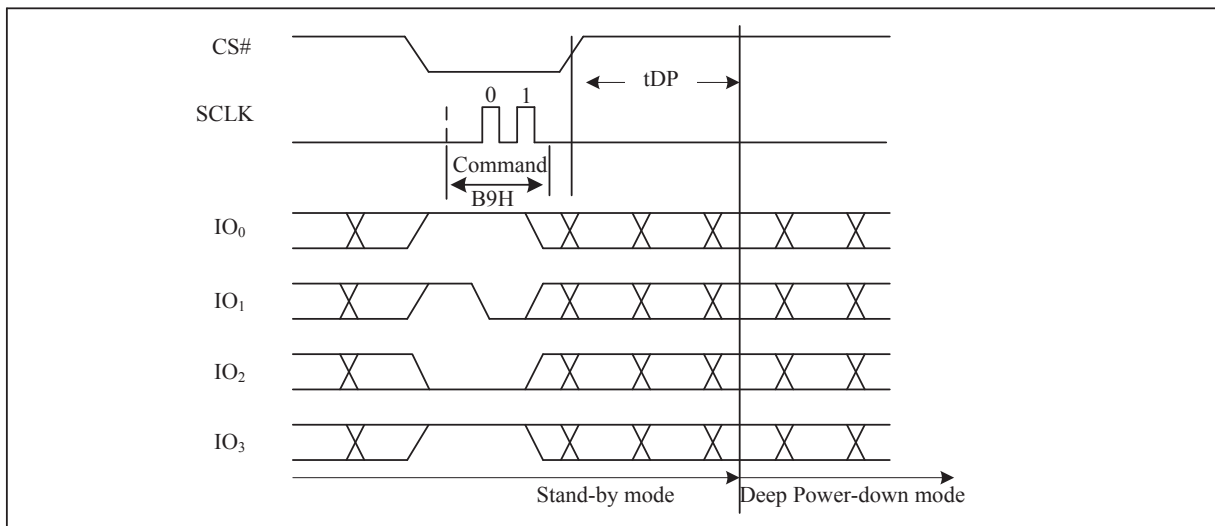 CS#
tDP
0 1
SCLK
Command
B9H
IO₀
IO₁
IO₂
IO₃
Stand-by mode
Deep Power-down mode